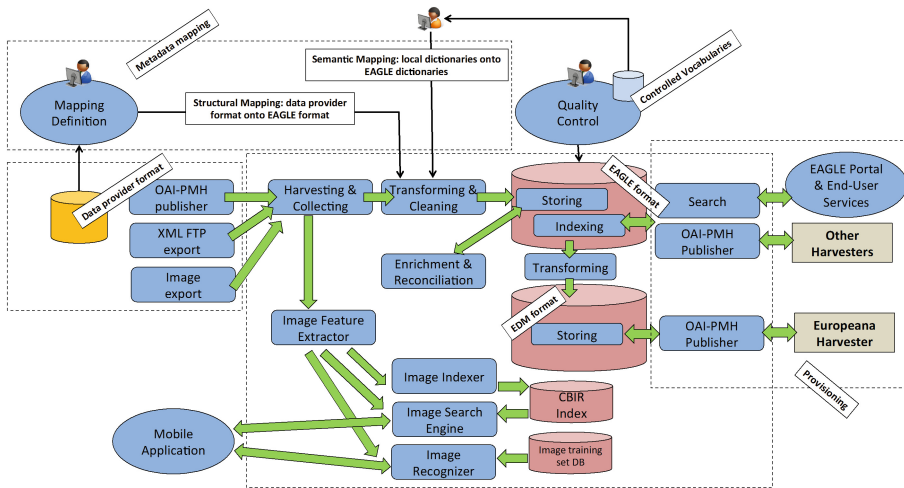 Metadata mapping
Mapping
Definition
Structural Mapping: data provider
format onto EAGLE format
Semantic Mapping: local dictionaries onto
EAGLE dictionaries
Quality
Control
Controlled Vocabularies
Data provider format
OAI-PMH
publisher
XML FTP
export
Image
export
Harvesting &
Collecting
Transforming &
Cleaning
Enrichment &
Reconciliation
EAGLE format
Storing
Indexing
Transforming
EDM format
Storing
Search
OAI-PMH
Publisher
OAI-PMH
Publisher
EAGLE Portal
& End-User
Services
Other
Harvesters
Europeana
Harvester
Provisioning
Image Feature
Extractor
Image Indexer
Image Search
Engine
Image
Recognizer
CBIR
Index
Image training
set DB
Mobile
Application